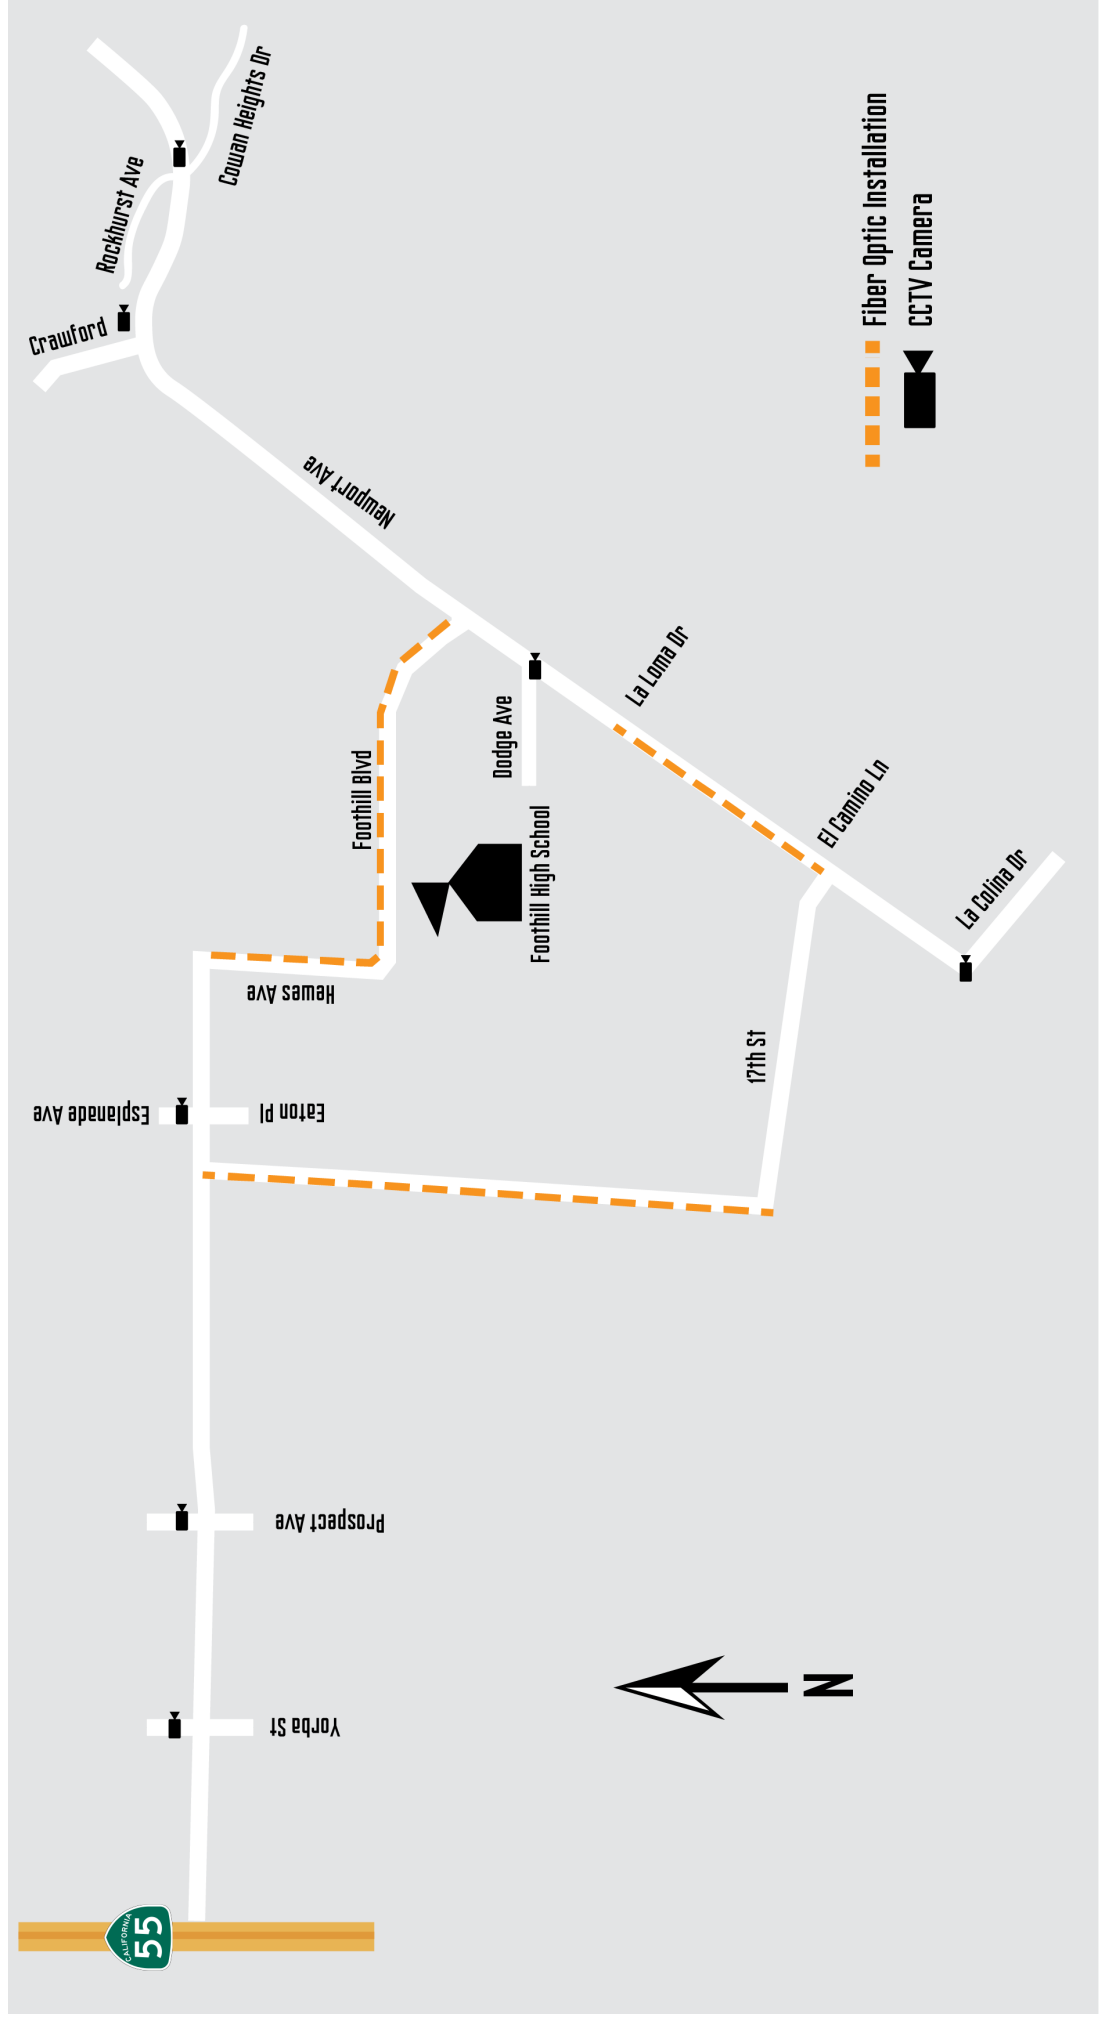 Cowan Heights Dr
Rockhurst Ave
Crawford
Newport Ave
Fiber Optic Installation
CCTV Camera
La Loma Dr
Dodge Ave
Foothill Blvd
Foothill High School
El Camino Ln
La Colina Dr
Hewes Ave
17th St
Esplanade Ave
Eaton Pl
Prospect Ave
Yorba St
N
CALIFORNIA
55